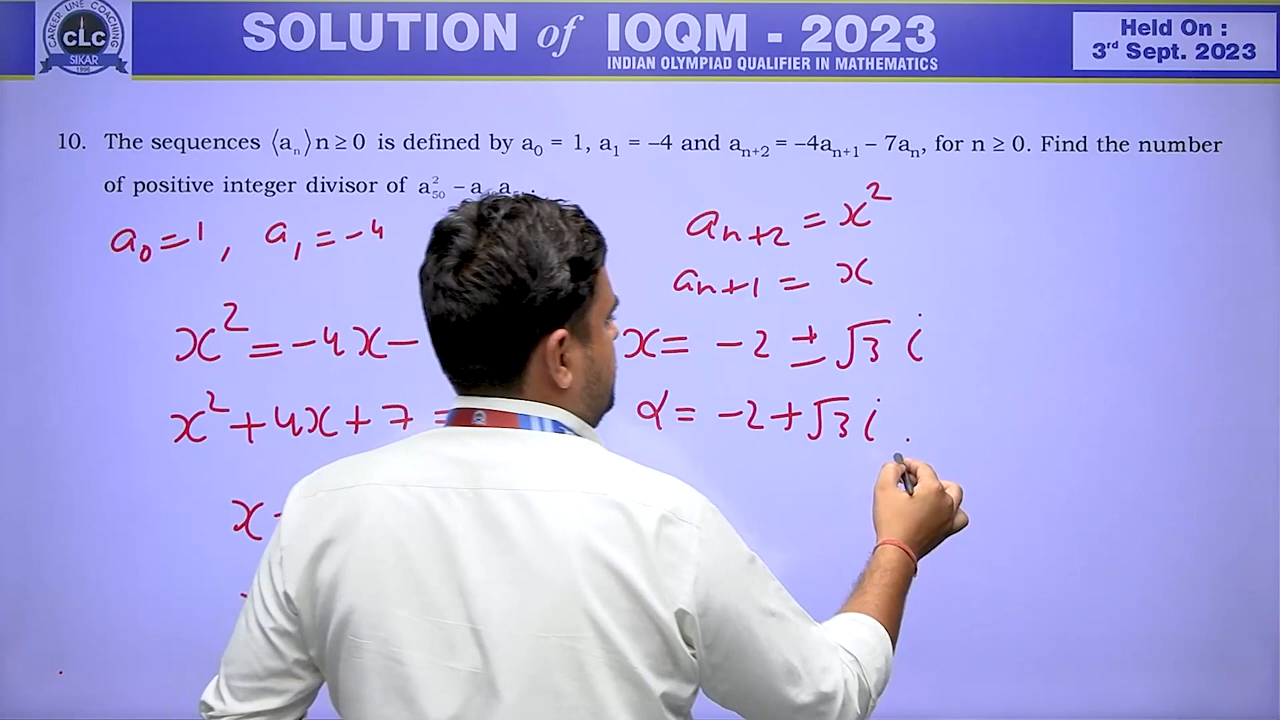 CAREER LINE COACHING
CLC
SIKAR
1996
SOLUTION of IOQM - 2023
INDIAN OLYMPIAD QUALIFIER IN MATHEMATICS
Held On :
3rd Sept. 2023
10. The sequences ⟨aₙ⟩ n ≥ 0 is defined by a₀ = 1, a₁ = –4 and aₙ₊₂ = –4aₙ₊₁ – 7aₙ, for n ≥ 0. Find the number
of positive integer divisor of a²₅₀ – a
a₀ = 1, a₁ = -4
aₙ₊₂ = x²
aₙ₊₁ = x
x² = -4x -
x = -2 ± √3 i
x² + 4x + 7 =
α = -2 + √3 i
x